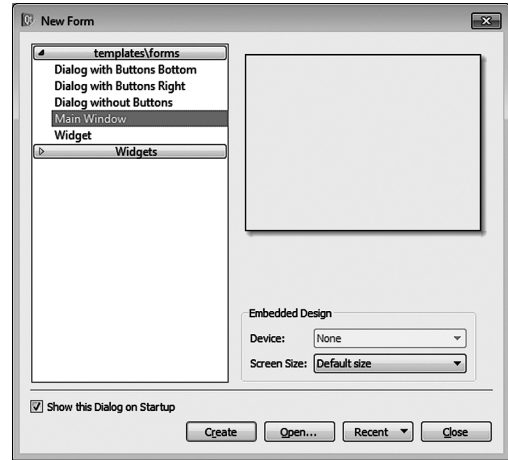 New Form
templates\forms
Dialog with Buttons Bottom
Dialog with Buttons Right
Dialog without Buttons
Main Window
Widget
Widgets
Embedded Design
Device: None
Screen Size: Default size
Show this Dialog on Startup
Create Open... Recent Close